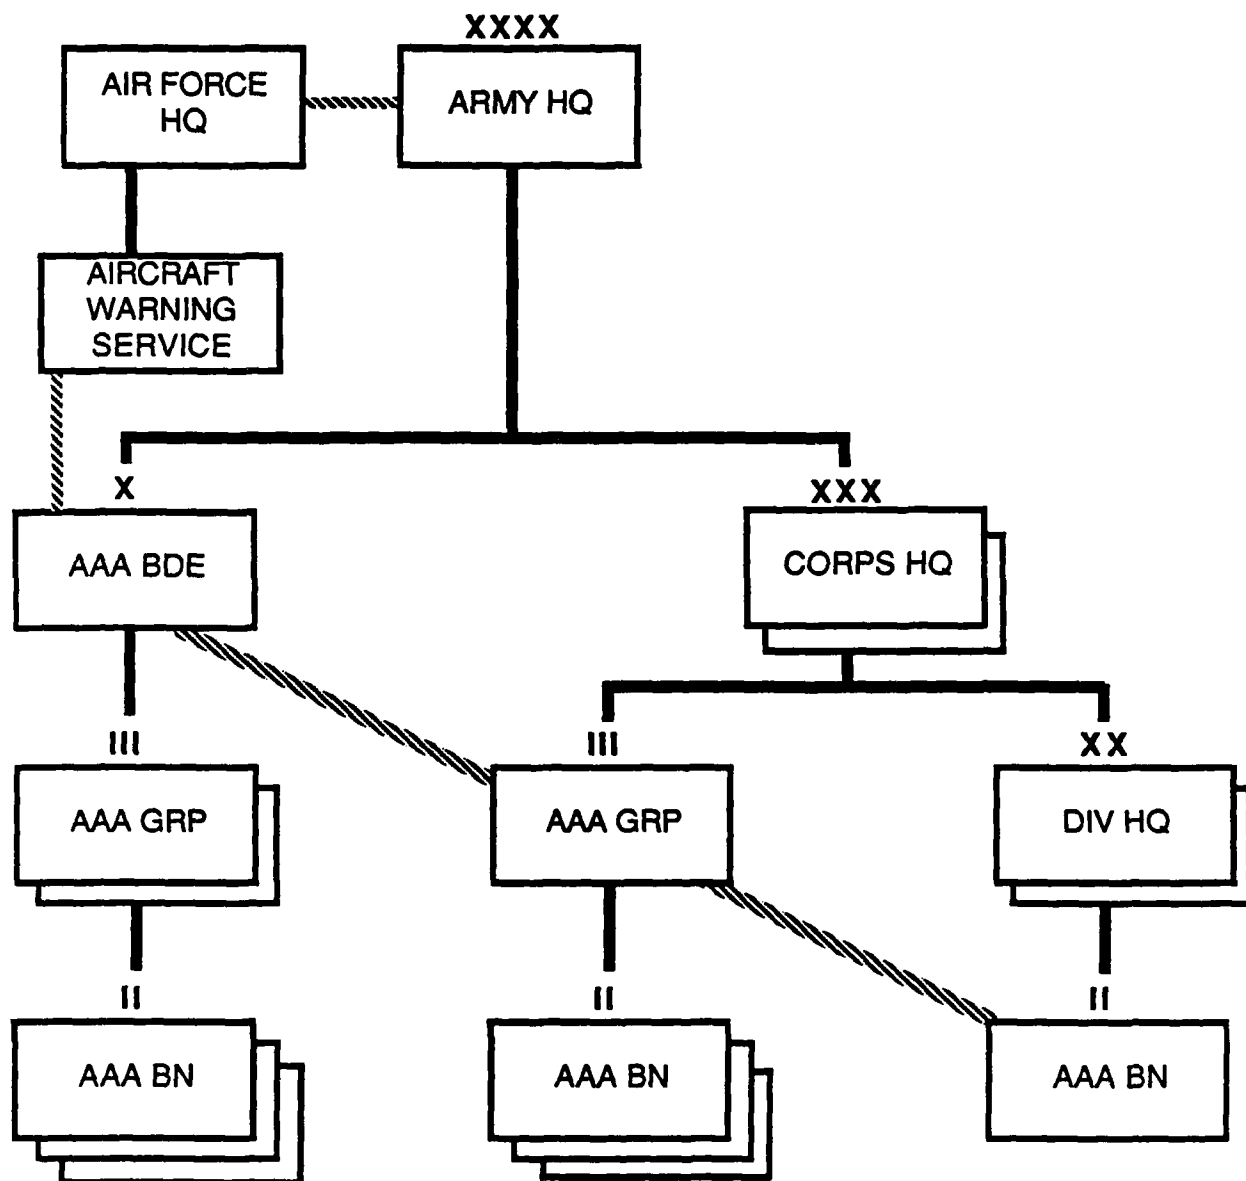 XXXX
AIR FORCE
HQ
ARMY HQ
AIRCRAFT
WARNING
SERVICE
X
XXX
AAA BDE
CORPS HQ
III
III
XX
AAA GRP
AAA GRP
DIV HQ
II
II
II
AAA BN
AAA BN
AAA BN